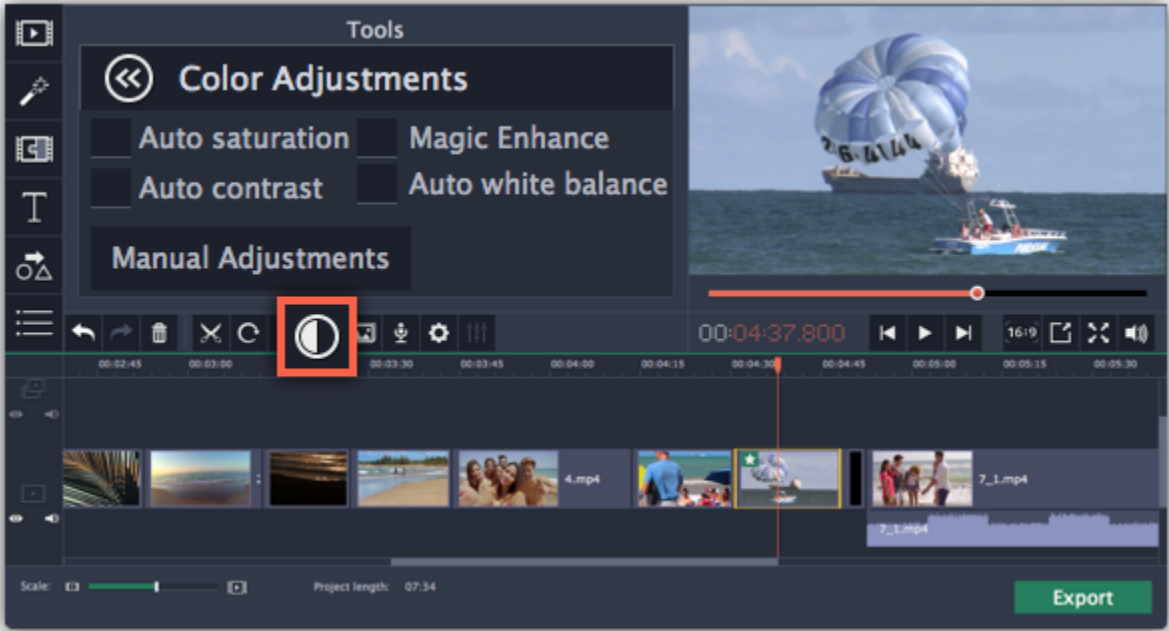 Tools
Color Adjustments
Auto saturation
Magic Enhance
Auto contrast
Auto white balance
Manual Adjustments
T
00:04:37.800
16:9
00:02:45 00:03:00 00:03:30 00:03:45 00:04:00 00:04:15 00:04:30 00:04:45 00:05:00 00:05:15 00:05:30
4.mp4
7_1.mp4
7_1.mp4
Scale:
Project length: 07:34
Export